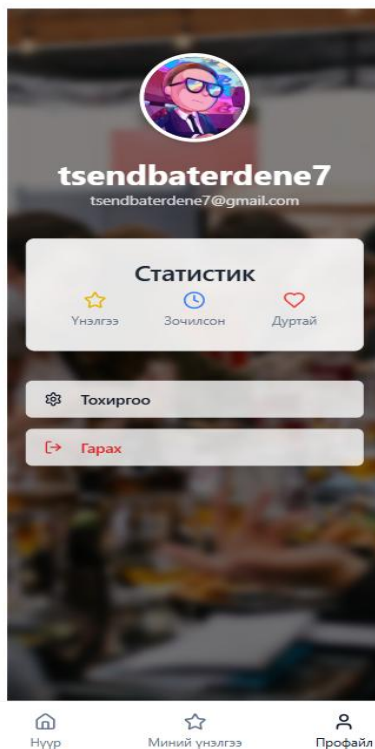 tsendbaterdene7
tsendbaterdene7@gmail.com
Статистик
Үнэлгээ Зочилсон Дуртай
Тохиргоо
Гарах
Нүүр Миний үнэлгээ Профайл